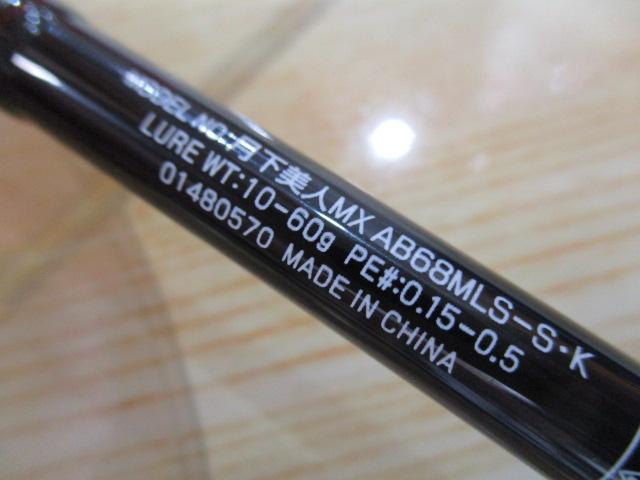 MODEL NO.:月下美人MX AB68MLS-S・K
LURE WT:10-60g PE#:0.15-0.5
01480570 MADE IN CHINA